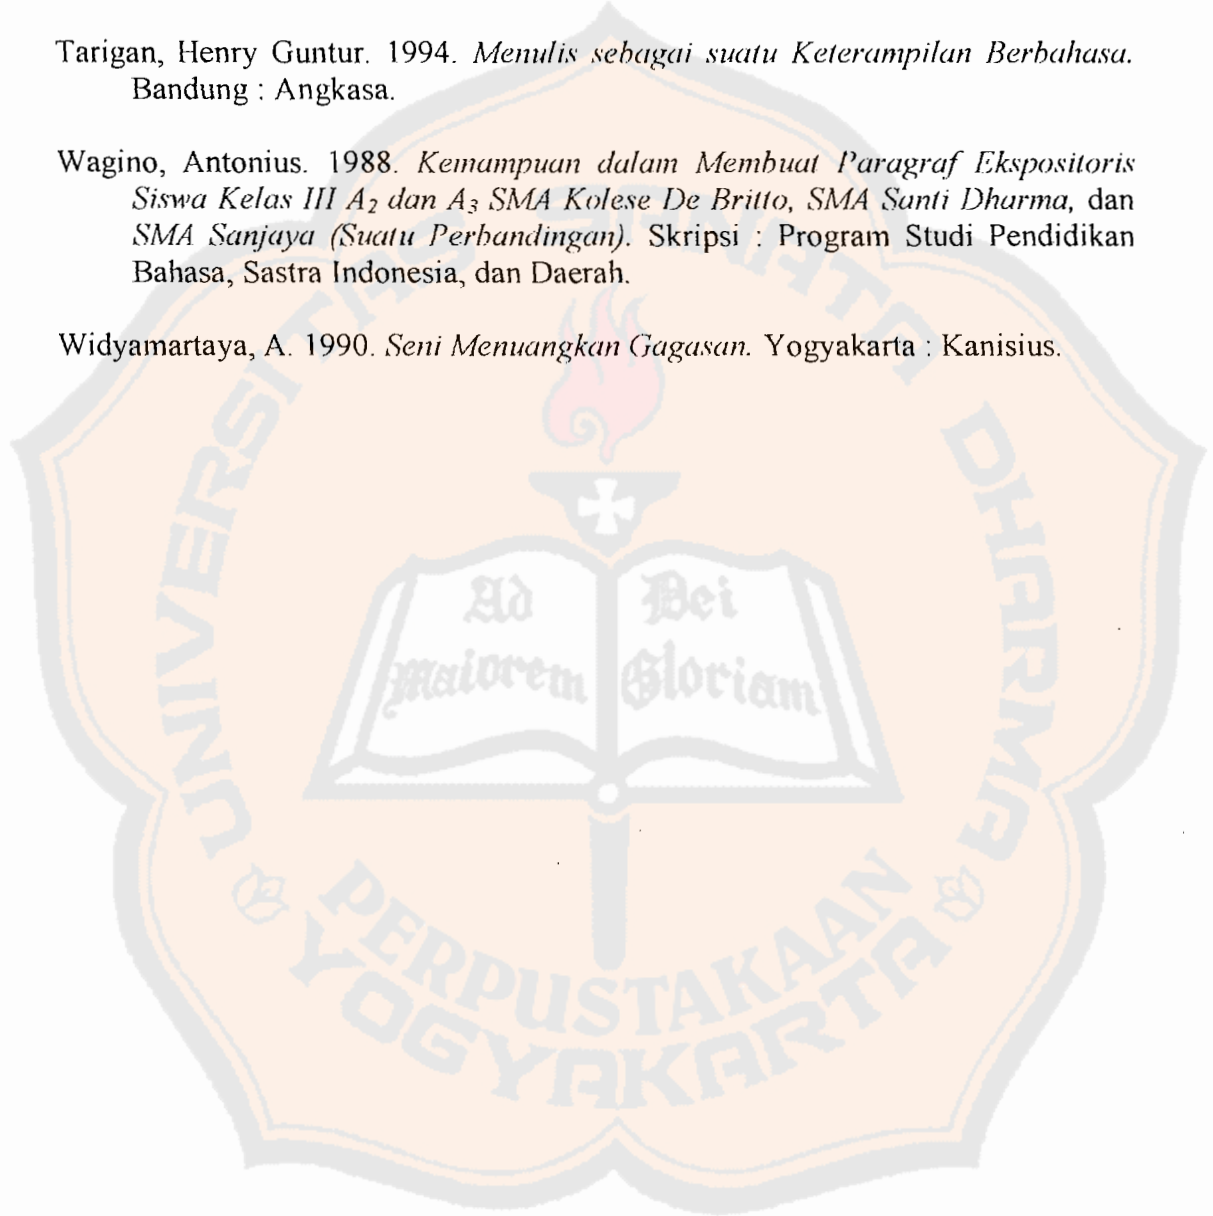 Tarigan, Henry Guntur. 1994. Menulis sebagai suatu Keterampilan Berbahasa.
Bandung : Angkasa.
Wagino, Antonius. 1988. Kemampuan dalam Membuat Paragraf Ekspositoris
Siswa Kelas III A2 dan A3 SMA Kolese De Britto, SMA Santi Dharma, dan
SMA Sanjaya (Suatu Perbandingan). Skripsi : Program Studi Pendidikan
Bahasa, Sastra Indonesia, dan Daerah.
Widyamartaya, A. 1990. Seni Menuangkan Gagasan. Yogyakarta : Kanisius.
UNIVERSITAS SANATA DHARMA
Ad Dei
maiorem Gloriam
PERPUSTAKAAN
YOGYAKARTA